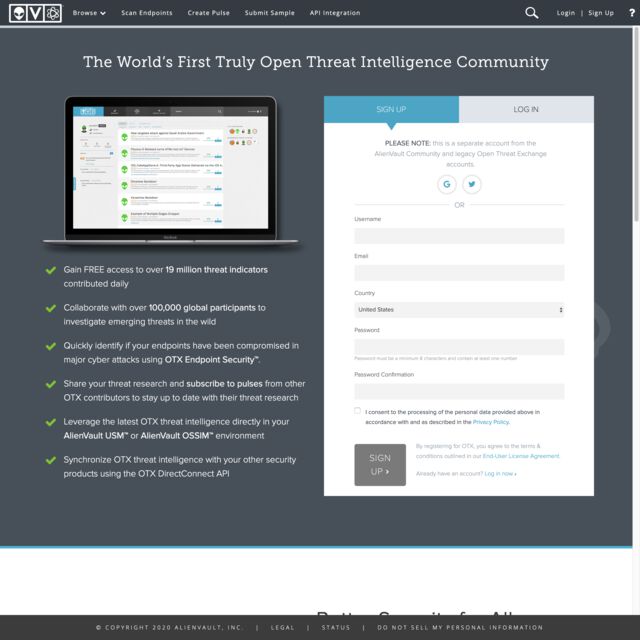 Browse
Scan Endpoints
Create Pulse
Submit Sample
API Integration
Login | Sign Up ?
The World's First Truly Open Threat Intelligence Community
Gain FREE access to over 19 million threat indicators
contributed daily
Collaborate with over 100,000 global participants to
investigate emerging threats in the wild
Quickly identify if your endpoints have been compromised in
major cyber attacks using OTX Endpoint Security™.
Share your threat research and subscribe to pulses from other
OTX contributors to stay up to date with their threat research
Leverage the latest OTX threat intelligence directly in your
AlienVault USM™ or AlienVault OSSIM™ environment
Synchronize OTX threat intelligence with your other security
products using the OTX DirectConnect API
SIGN UP
LOG IN
PLEASE NOTE: this is a separate account from the
AlienVault Community and legacy Open Threat Exchange
accounts.
OR
Username
Email
Country
United States
Password
Password must be a minimum 8 characters and contain at least one number
Password Confirmation
I consent to the processing of the personal data provided above in
accordance with and as described in the Privacy Policy.
SIGN
UP ›
By registering for OTX, you agree to the terms &
conditions outlined in our End-User License Agreement.
Already have an account? Log in now ›
© COPYRIGHT 2020 ALIENVAULT, INC. | LEGAL | STATUS | DO NOT SELL MY PERSONAL INFORMATION